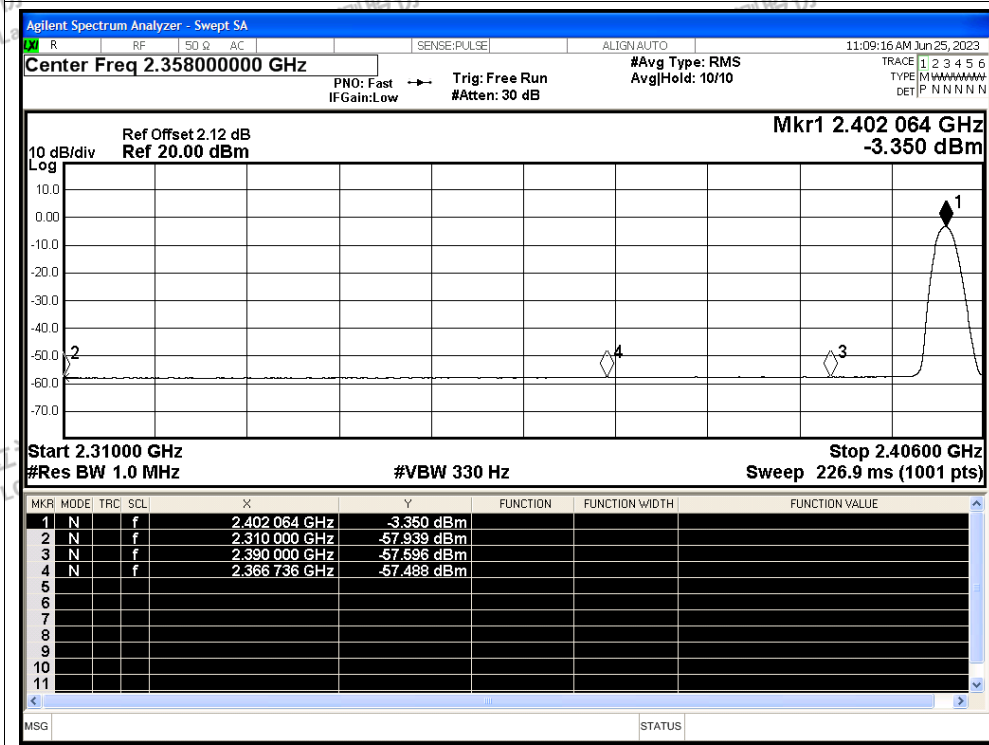 Agilent Spectrum Analyzer - Swept SA
LXI R RF 50 Ω AC SENSE:PULSE ALIGN AUTO 11:09:16 AM Jun 25, 2023
Center Freq 2.358000000 GHz
PNO: Fast
IFGain:Low
Trig: Free Run
#Atten: 30 dB
#Avg Type: RMS
Avg|Hold: 10/10
TRACE 1 2 3 4 5 6
TYPE M
DET P N N N N N
Ref Offset 2.12 dB
10 dB/div Ref 20.00 dBm
Log
Mkr1 2.402 064 GHz
-3.350 dBm
10.0
0.00
-10.0
-20.0
-30.0
-40.0
-50.0
-60.0
-70.0
1
2
4
3
Start 2.31000 GHz Stop 2.40600 GHz
#Res BW 1.0 MHz #VBW 330 Hz Sweep 226.9 ms (1001 pts)
MKR MODE TRC SCL X Y FUNCTION FUNCTION WIDTH FUNCTION VALUE
1 N f 2.402 064 GHz -3.350 dBm
2 N f 2.310 000 GHz -57.939 dBm
3 N f 2.390 000 GHz -57.596 dBm
4 N f 2.366 736 GHz -57.488 dBm
5
6
7
8
9
10
11
MSG STATUS